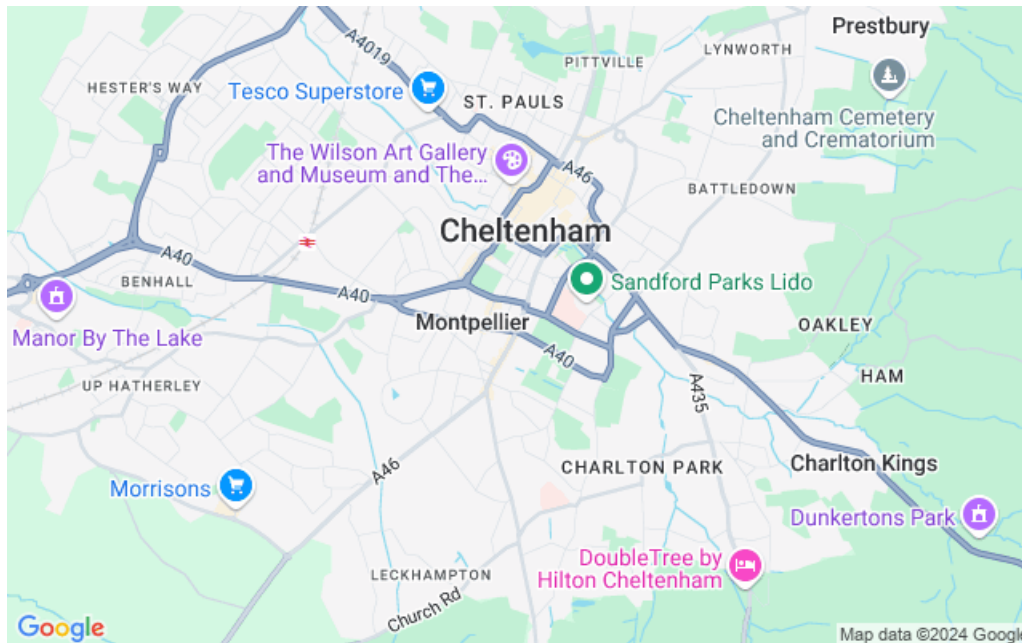 Prestbury
A4019
LYNWORTH
PITTVILLE
HESTER'S WAY
Tesco Superstore
ST. PAULS
Cheltenham Cemetery
and Crematorium
The Wilson Art Gallery
and Museum and The...
A46
BATTLEDOWN
Cheltenham
A40
BENHALL
Sandford Parks Lido
A40
Montpellier
OAKLEY
Manor By The Lake
A40
HAM
UP HATHERLEY
A435
A46
CHARLTON PARK
Charlton Kings
Morrisons
Dunkertons Park
DoubleTree by
Hilton Cheltenham
LECKHAMPTON
Church Rd
Google
Map data ©2024 Google